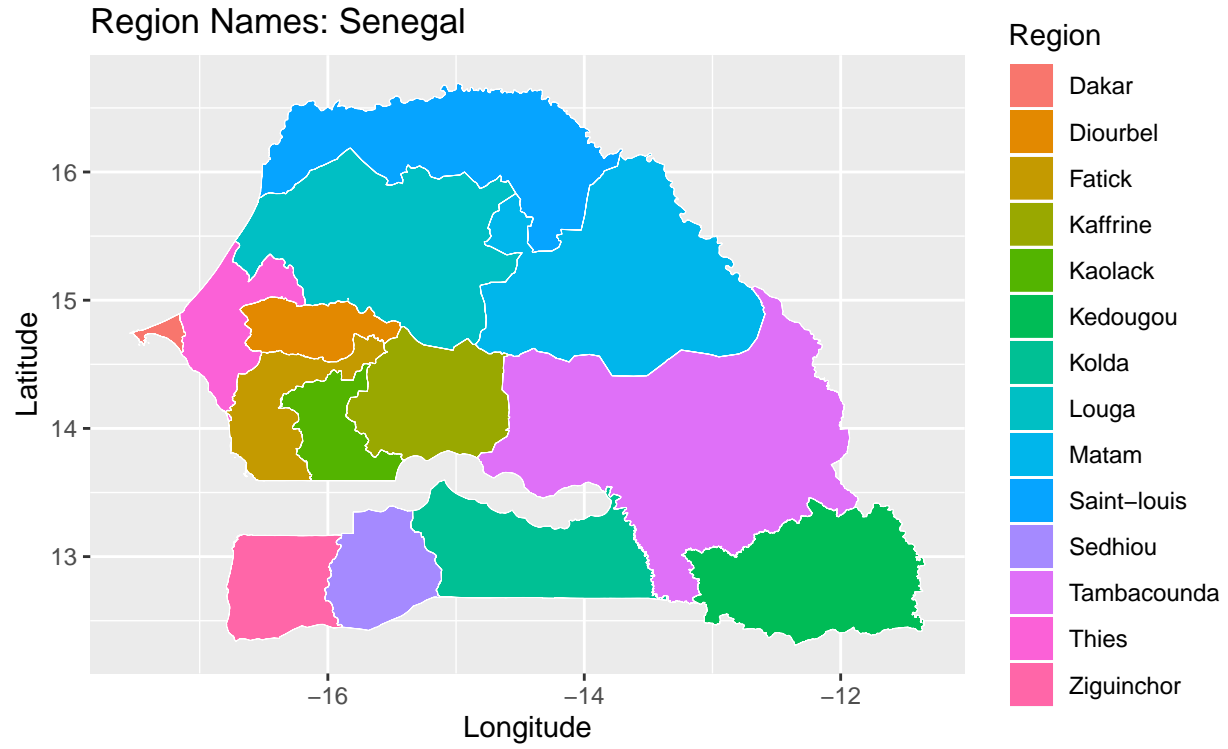 Region Names: Senegal
Latitude
16
15
14
13
−16
−14
−12
Longitude
Region
Dakar
Diourbel
Fatick
Kaffrine
Kaolack
Kedougou
Kolda
Louga
Matam
Saint−louis
Sedhiou
Tambacounda
Thies
Ziguinchor